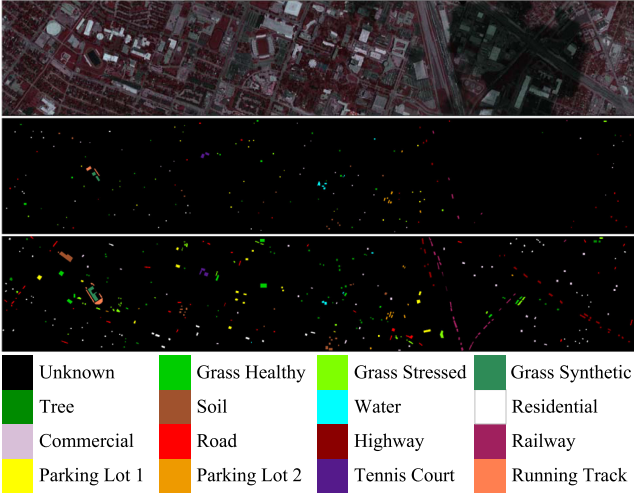 Unknown Grass Healthy Grass Stressed Grass Synthetic
Tree Soil Water Residential
Commercial Road Highway Railway
Parking Lot 1 Parking Lot 2 Tennis Court Running Track